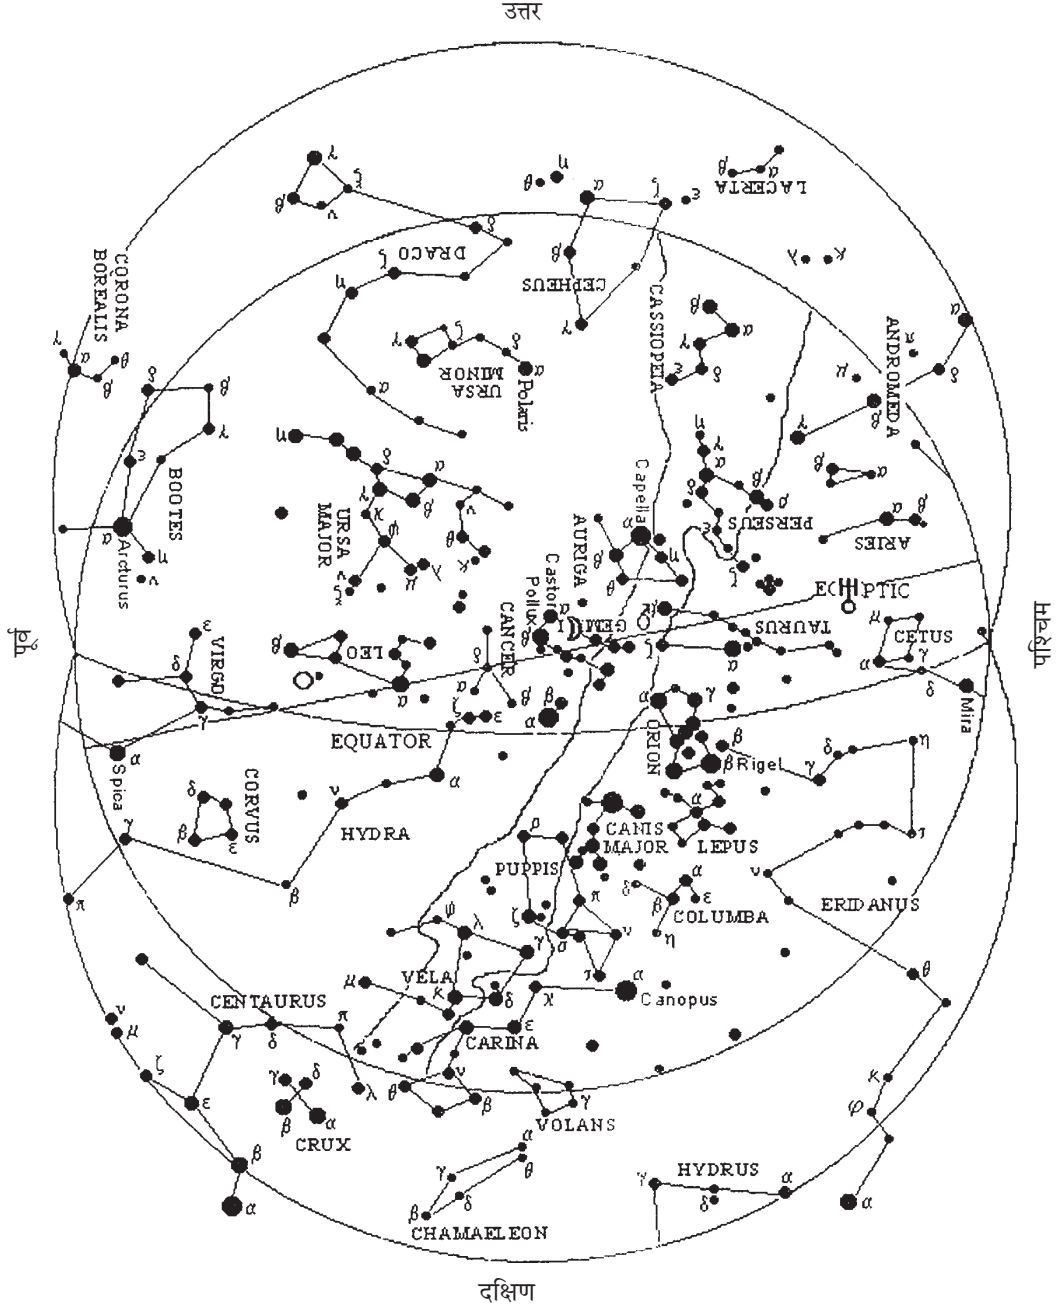 उत्तर
LACERTA
DRACO
CEPHEUS
CORONA
BOREALIS
CASSIOPEIA
ANDROMEDA
URSA
MINOR
Polaris
BOOTES
Arcturus
URSA
MAJOR
Capella
PERSEUS
ARIES
AURIGA
Castor
Pollux
ECLIPTIC
GEMINI
TAURUS
CETUS
Mira
CANCER
LEO
VIRGO
पूर्व
पश्चिम
EQUATOR
ORION
Rigel
Spica
CORVUS
HYDRA
CANIS
MAJOR
LEPUS
PUPPIS
COLUMBA
ERIDANUS
VELA
Canopus
CENTAURUS
CARINA
CRUX
VOLANS
HYDRUS
CHAMAELEON
दक्षिण